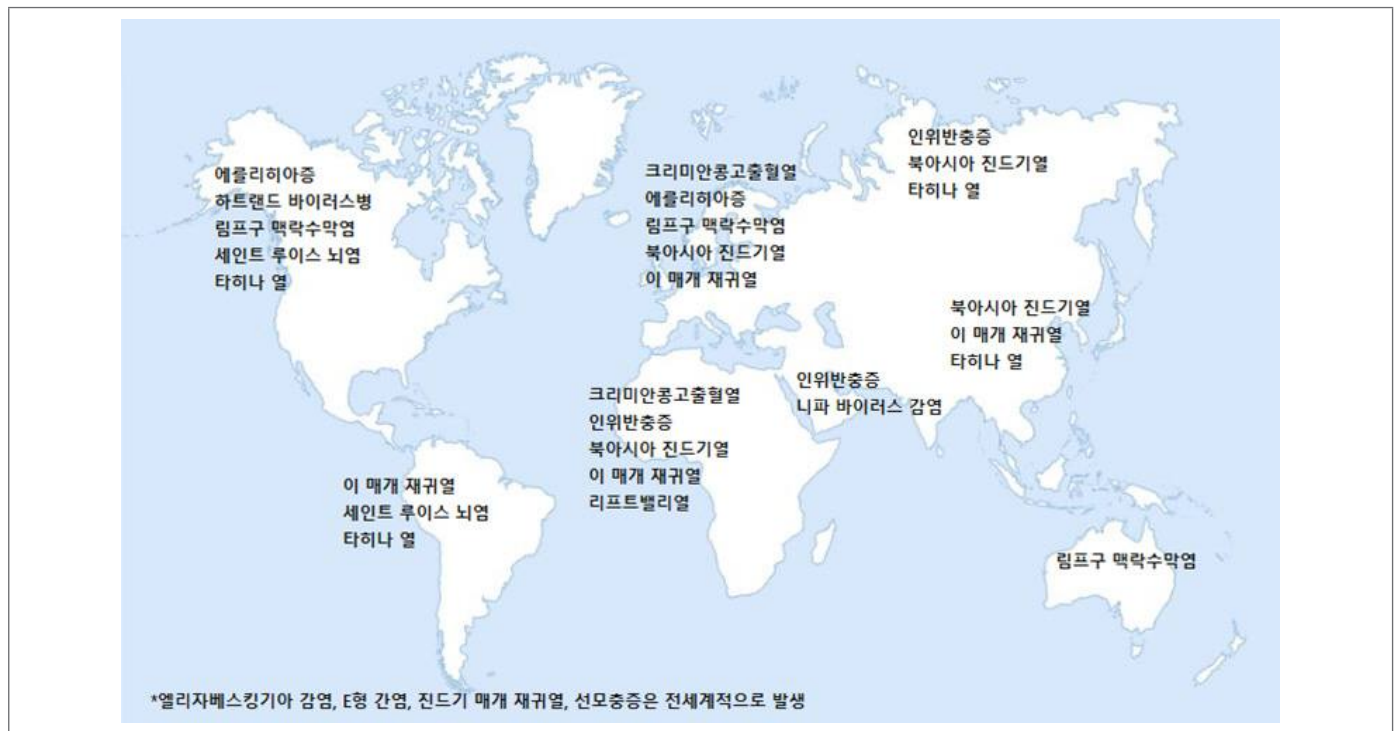 에를리히아증
하트랜드 바이러스병
림프구 맥락수막염
세인트 루이스 뇌염
타히나 열
크리미안콩고출혈열
에를리히아증
림프구 맥락수막염
북아시아 진드기열
이 매개 재귀열
인위반충증
북아시아 진드기열
타히나 열
북아시아 진드기열
이 매개 재귀열
타히나 열
인위반충증
니파 바이러스 감염
크리미안콩고출혈열
인위반충증
북아시아 진드기열
이 매개 재귀열
리프트밸리열
이 매개 재귀열
세인트 루이스 뇌염
타히나 열
림프구 맥락수막염
*엘리자베스킹기아 감염, E형 간염, 진드기 매개 재귀열, 선모충증은 전세계적으로 발생